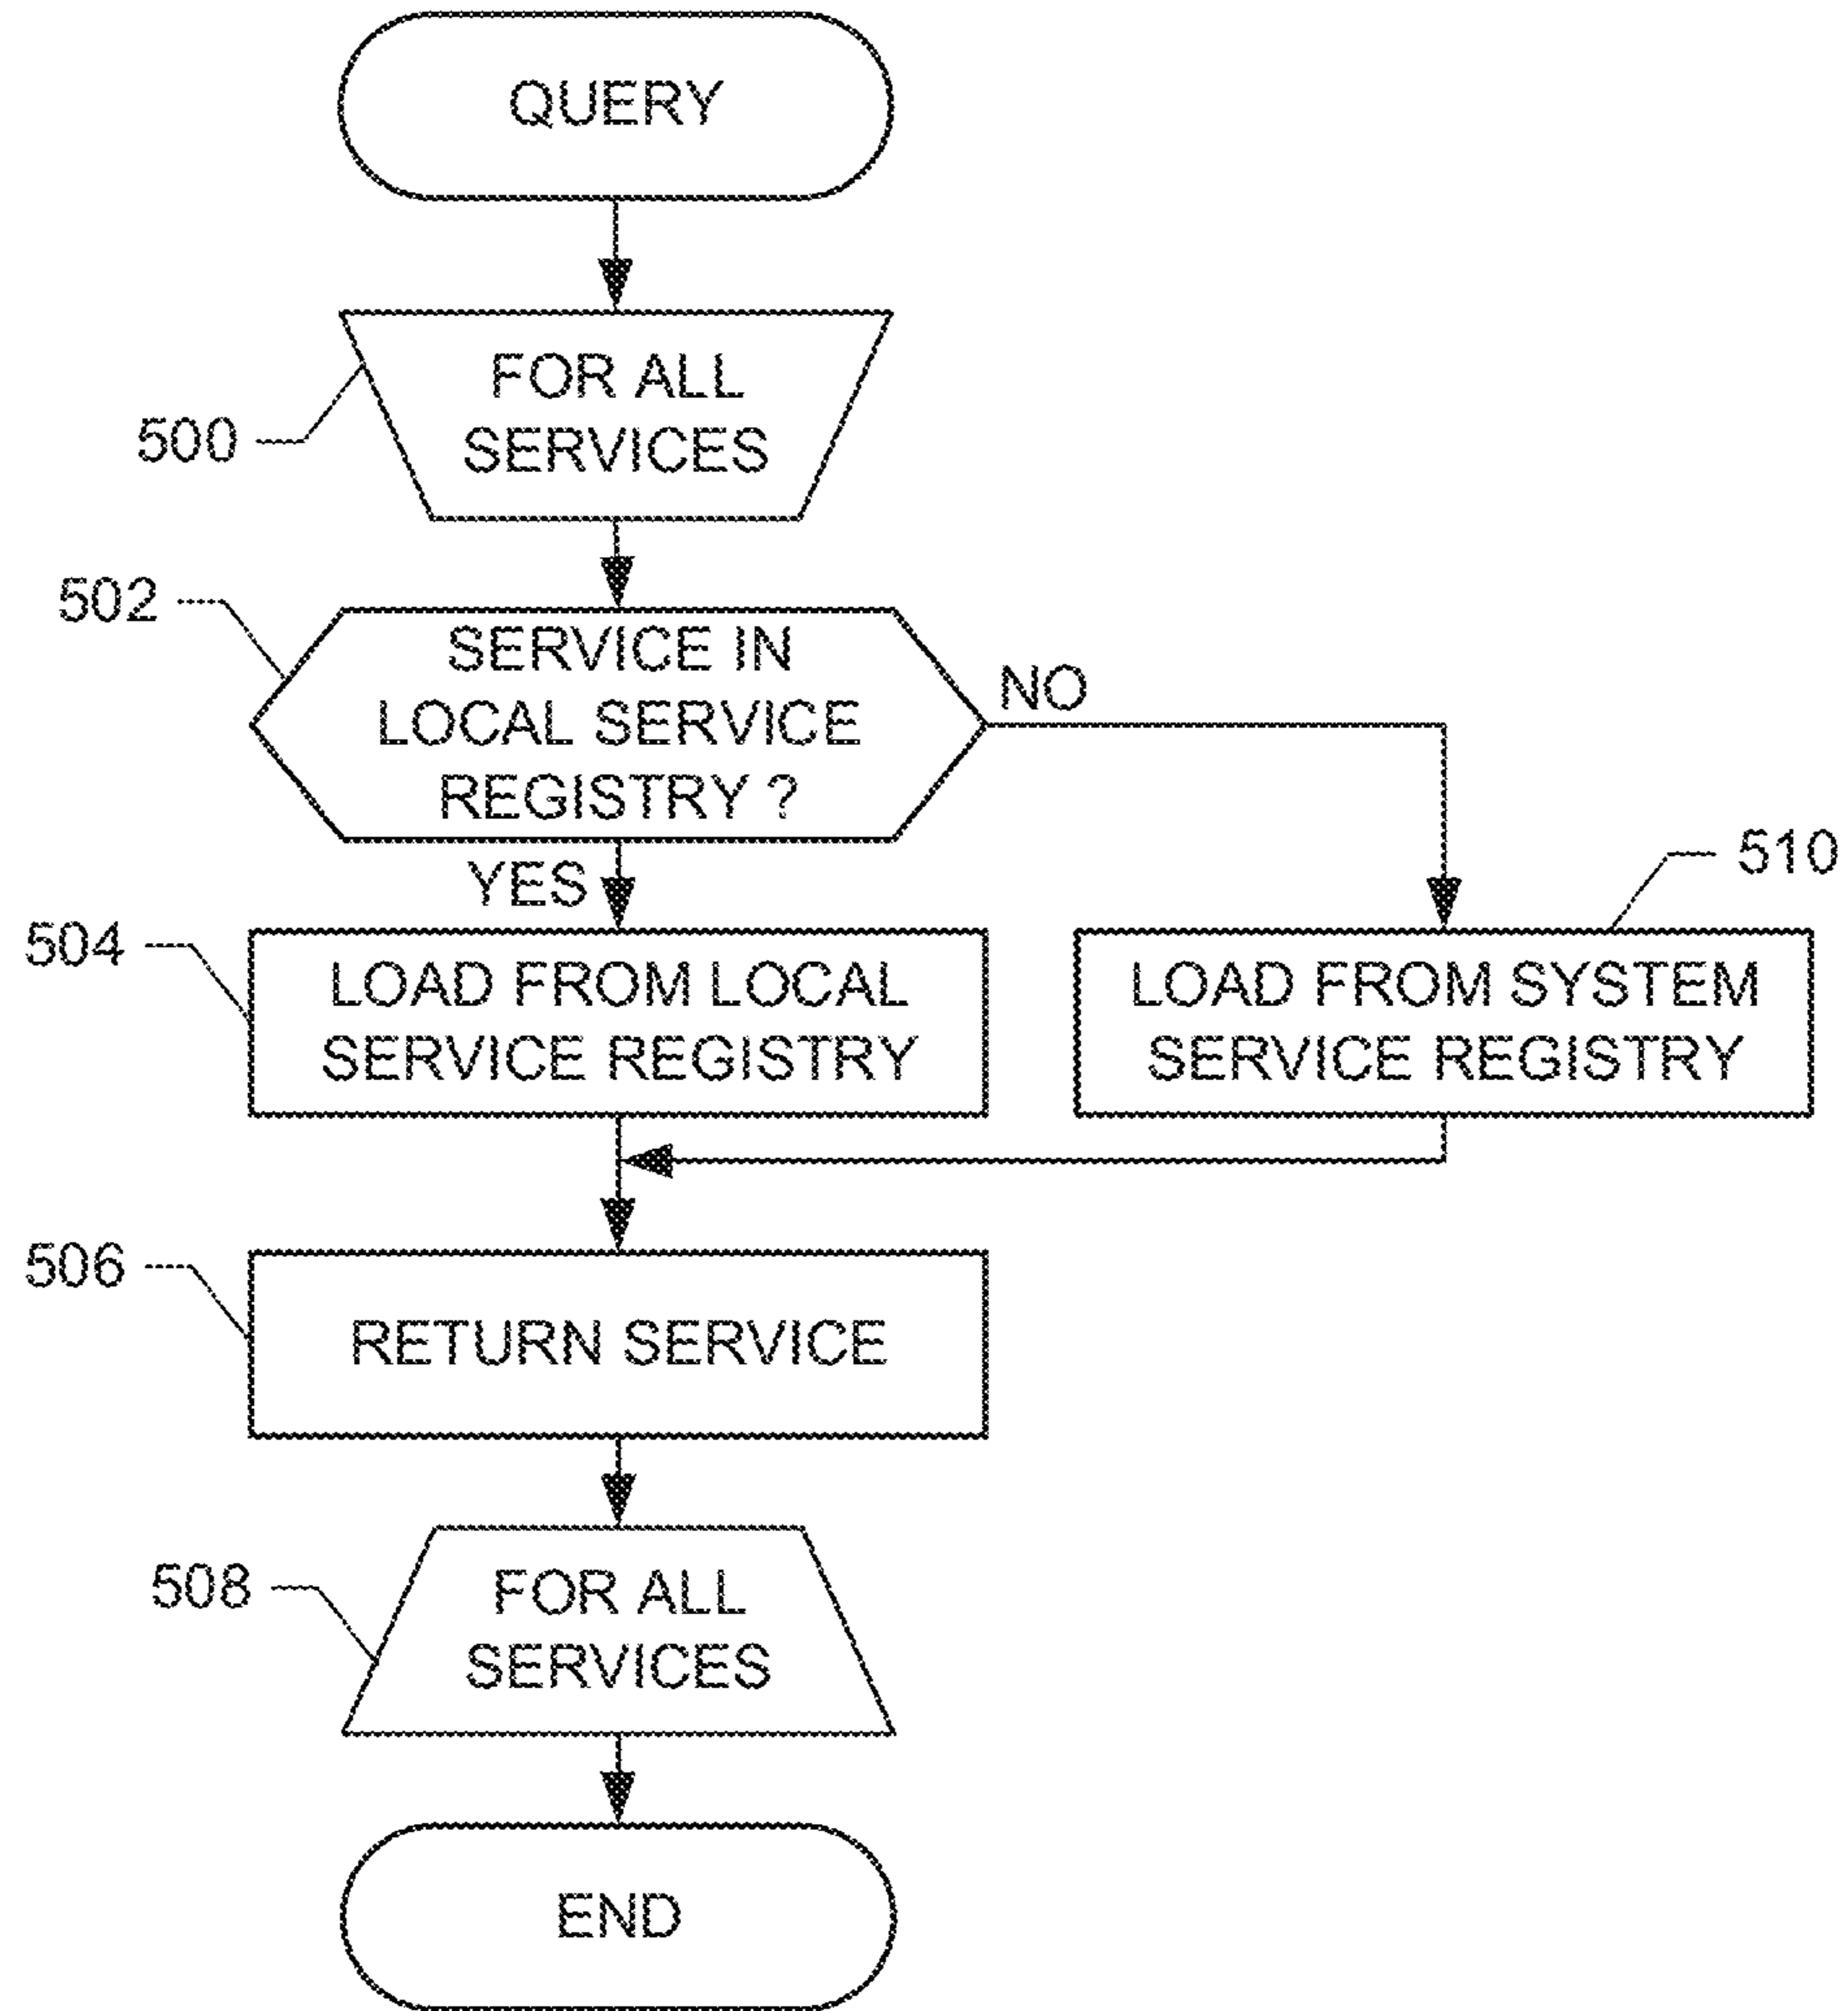 QUERY
FOR ALL
SERVICES
500
502
SERVICE IN
LOCAL SERVICE
REGISTRY ?
NO
YES
510
504
LOAD FROM LOCAL
SERVICE REGISTRY
LOAD FROM SYSTEM
SERVICE REGISTRY
506
RETURN SERVICE
508
FOR ALL
SERVICES
END